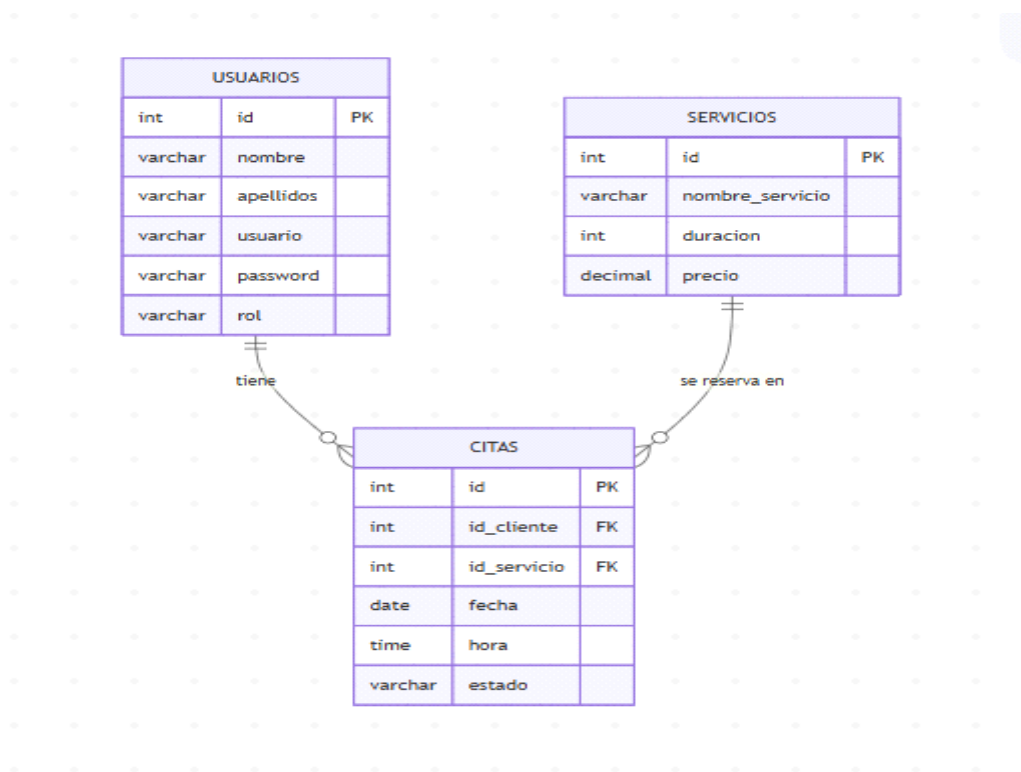 USUARIOS
int id PK
varchar nombre
varchar apellidos
varchar usuario
varchar password
varchar rol
SERVICIOS
int id PK
varchar nombre_servicio
int duracion
decimal precio
tiene
se reserva en
CITAS
int id PK
int id_cliente FK
int id_servicio FK
date fecha
time hora
varchar estado